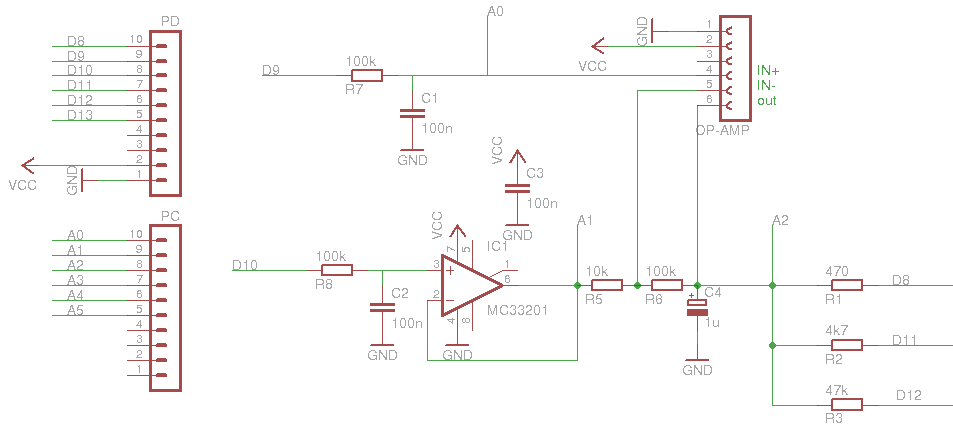 PD
D8 10
D9 9
D10 8
D11 7
D12 6
D13 5
4
3
2
VCC
GND 1
PC
A0 10
A1 9
A2 8
A3 7
A4 6
A5 5
4
3
2
1
A0
D9
100k
R7
C1
100n
GND
GND
VCC
1
2
3
4
5
6
IN+
IN-
out
OP-AMP
VCC
C3
100n
GND
D10
100k
R8
C2
100n
GND
VCC
IC1
7
5
3
+
2
−
1
6
4
8
MC33201
GND
A1
10k
R5
100k
R6
C4
+
1u
GND
A2
470
R1
D8
4k7
R2
D11
47k
R3
D12